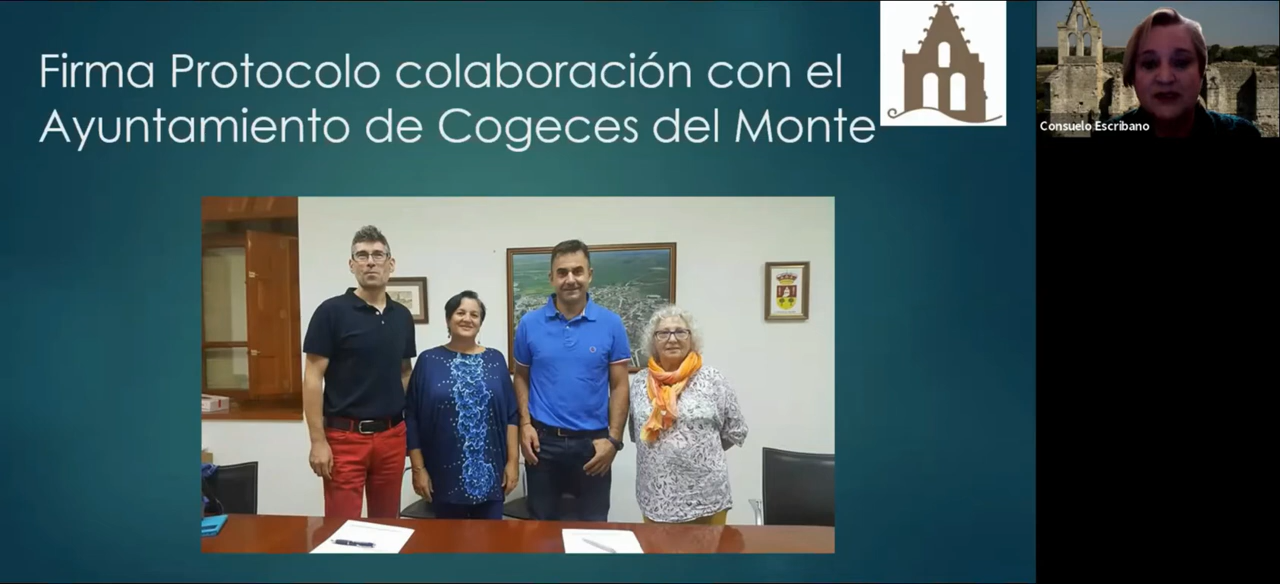 Firma Protocolo colaboración con el
Ayuntamiento de Cogeces del Monte
Consuelo Escribano